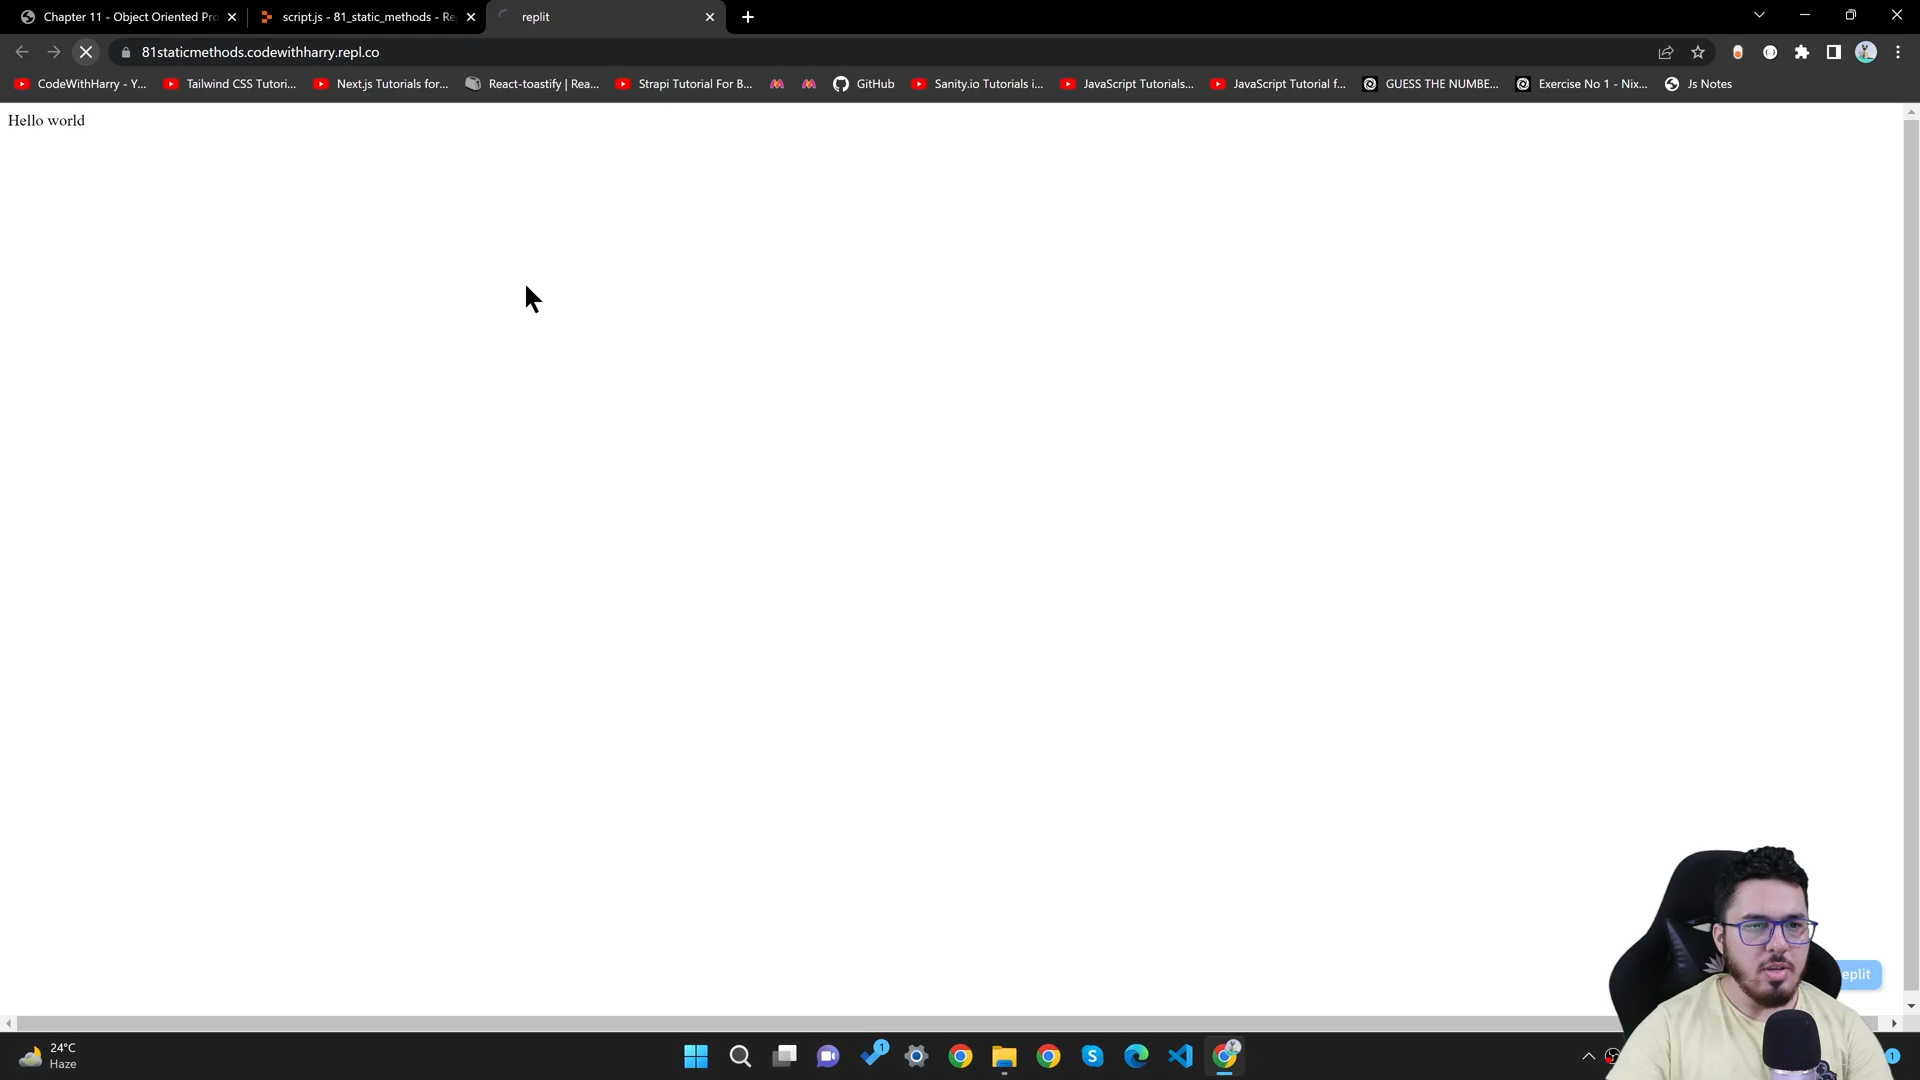 Chapter 11 - Object Oriented Pro
script.js - 81_static_methods - Re
replit
81staticmethods.codewithharry.repl.co
CodeWithHarry - Y...
Tailwind CSS Tutori...
Next.js Tutorials for...
React-toastify | Rea...
Strapi Tutorial For B...
GitHub
Sanity.io Tutorials i...
JavaScript Tutorials...
JavaScript Tutorial f...
GUESS THE NUMBE...
Exercise No 1 - Nix...
Js Notes
Hello world
eplit
24°C
Haze
1
1